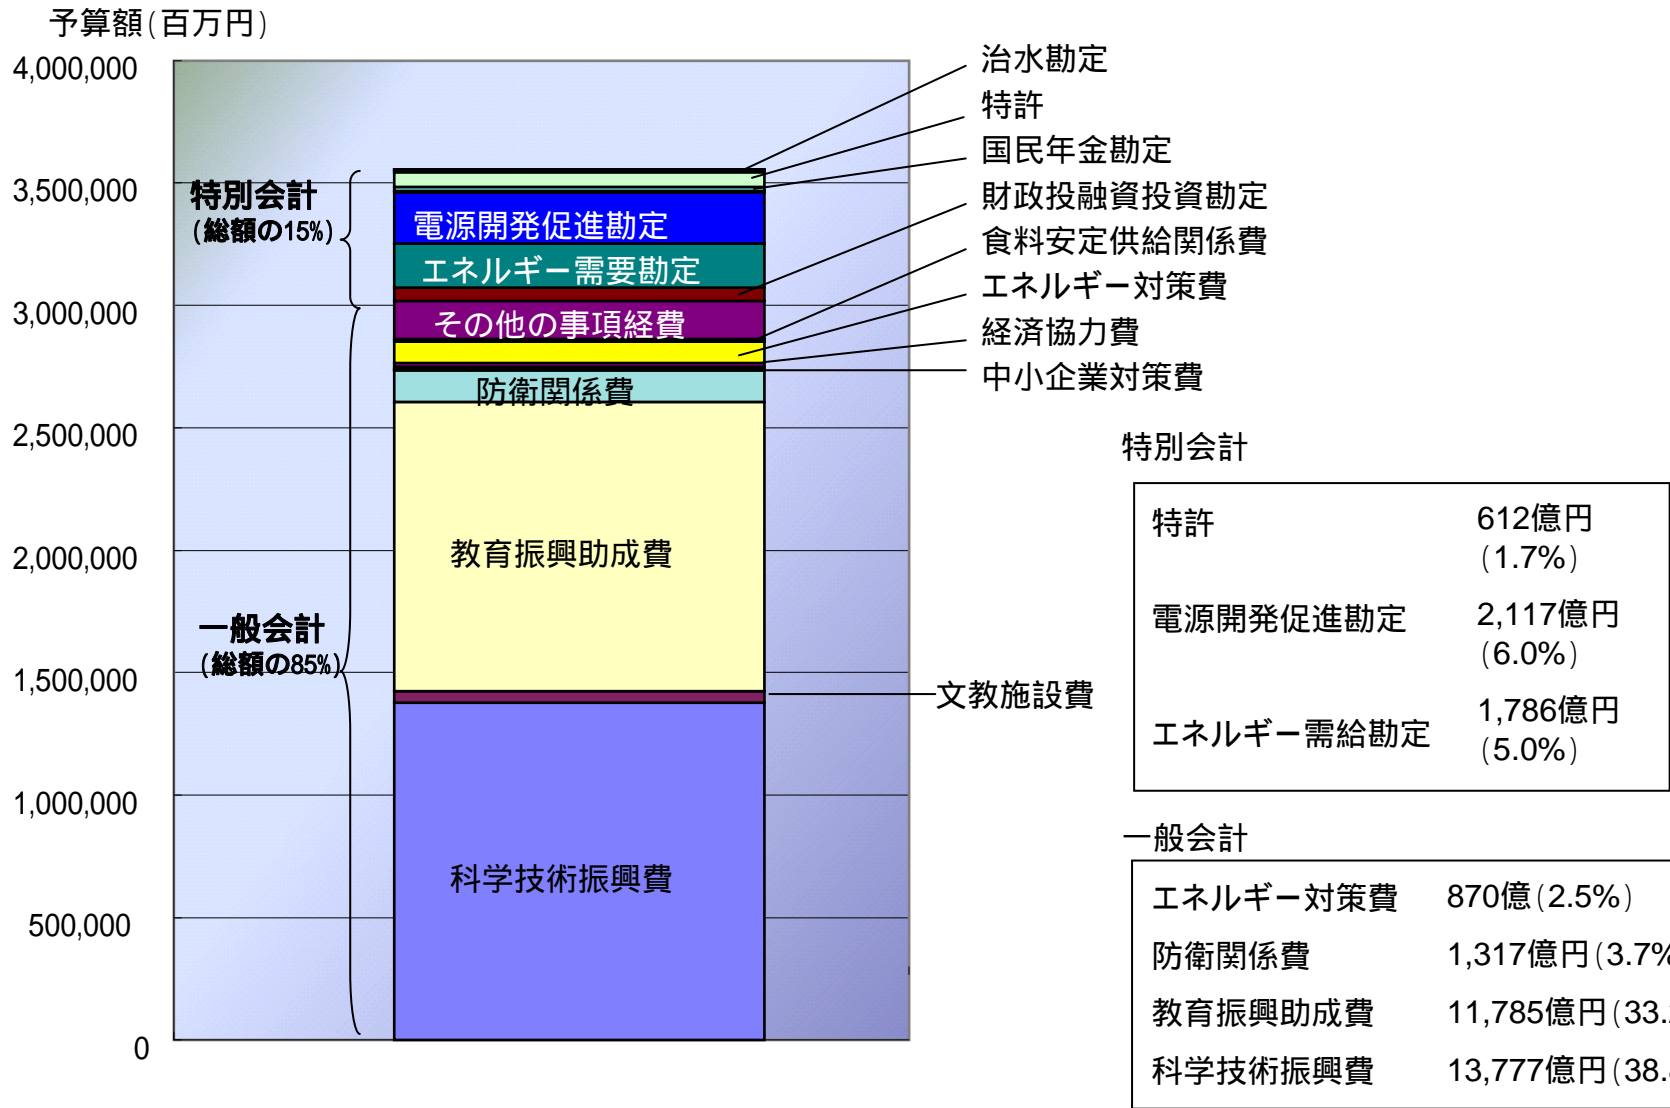 予算額(百万円)
4,000,000
3,500,000
3,000,000
2,500,000
2,000,000
1,500,000
1,000,000
500,000
0
特別会計
(総額の15%)
一般会計
(総額の85%)
電源開発促進勘定
エネルギー需要勘定
その他の事項経費
防衛関係費
教育振興助成費
科学技術振興費
治水勘定
特許
国民年金勘定
財政投融資投資勘定
食料安定供給関係費
エネルギー対策費
経済協力費
中小企業対策費
文教施設費
特別会計
特許 612億円
(1.7%)
電源開発促進勘定 2,117億円
(6.0%)
エネルギー需給勘定 1,786億円
(5.0%)
一般会計
エネルギー対策費 870億(2.5%)
防衛関係費 1,317億円(3.7%
教育振興助成費 11,785億円(33.
科学技術振興費 13,777億円(38.